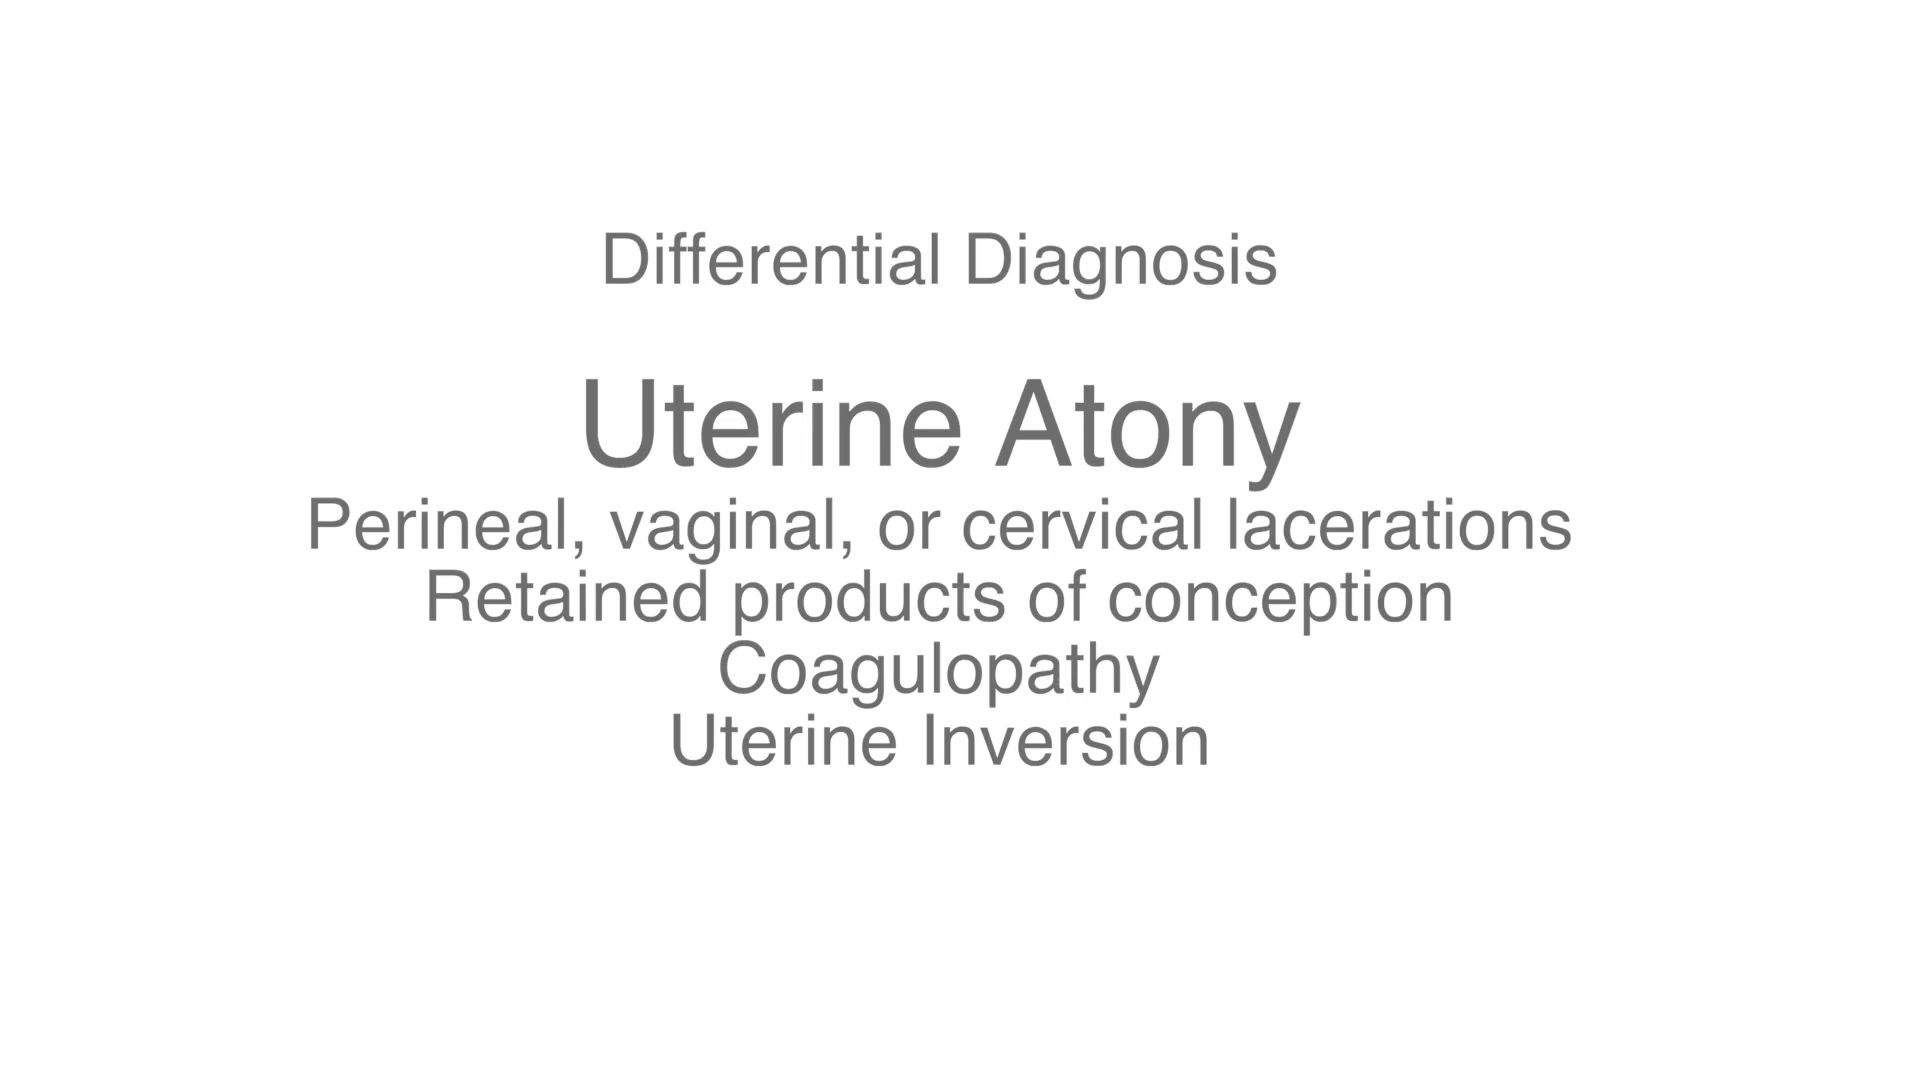 Differential Diagnosis
Uterine Atony
Perineal, vaginal, or cervical lacerations
Retained products of conception
Coagulopathy
Uterine Inversion